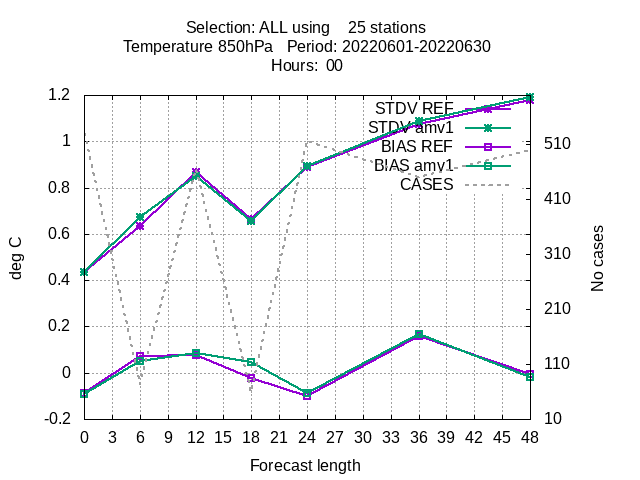 Selection: ALL using 25 stations
Temperature 850hPa Period: 20220601-20220630
Hours: 00
STDV REF
STDV amv1
BIAS REF
BIAS amv1
CASES
1.2
1
0.8
0.6
0.4
0.2
0
-0.2
deg C
510
410
310
210
110
10
No cases
0 3 6 9 12 15 18 21 24 27 30 33 36 39 42 45 48
Forecast length